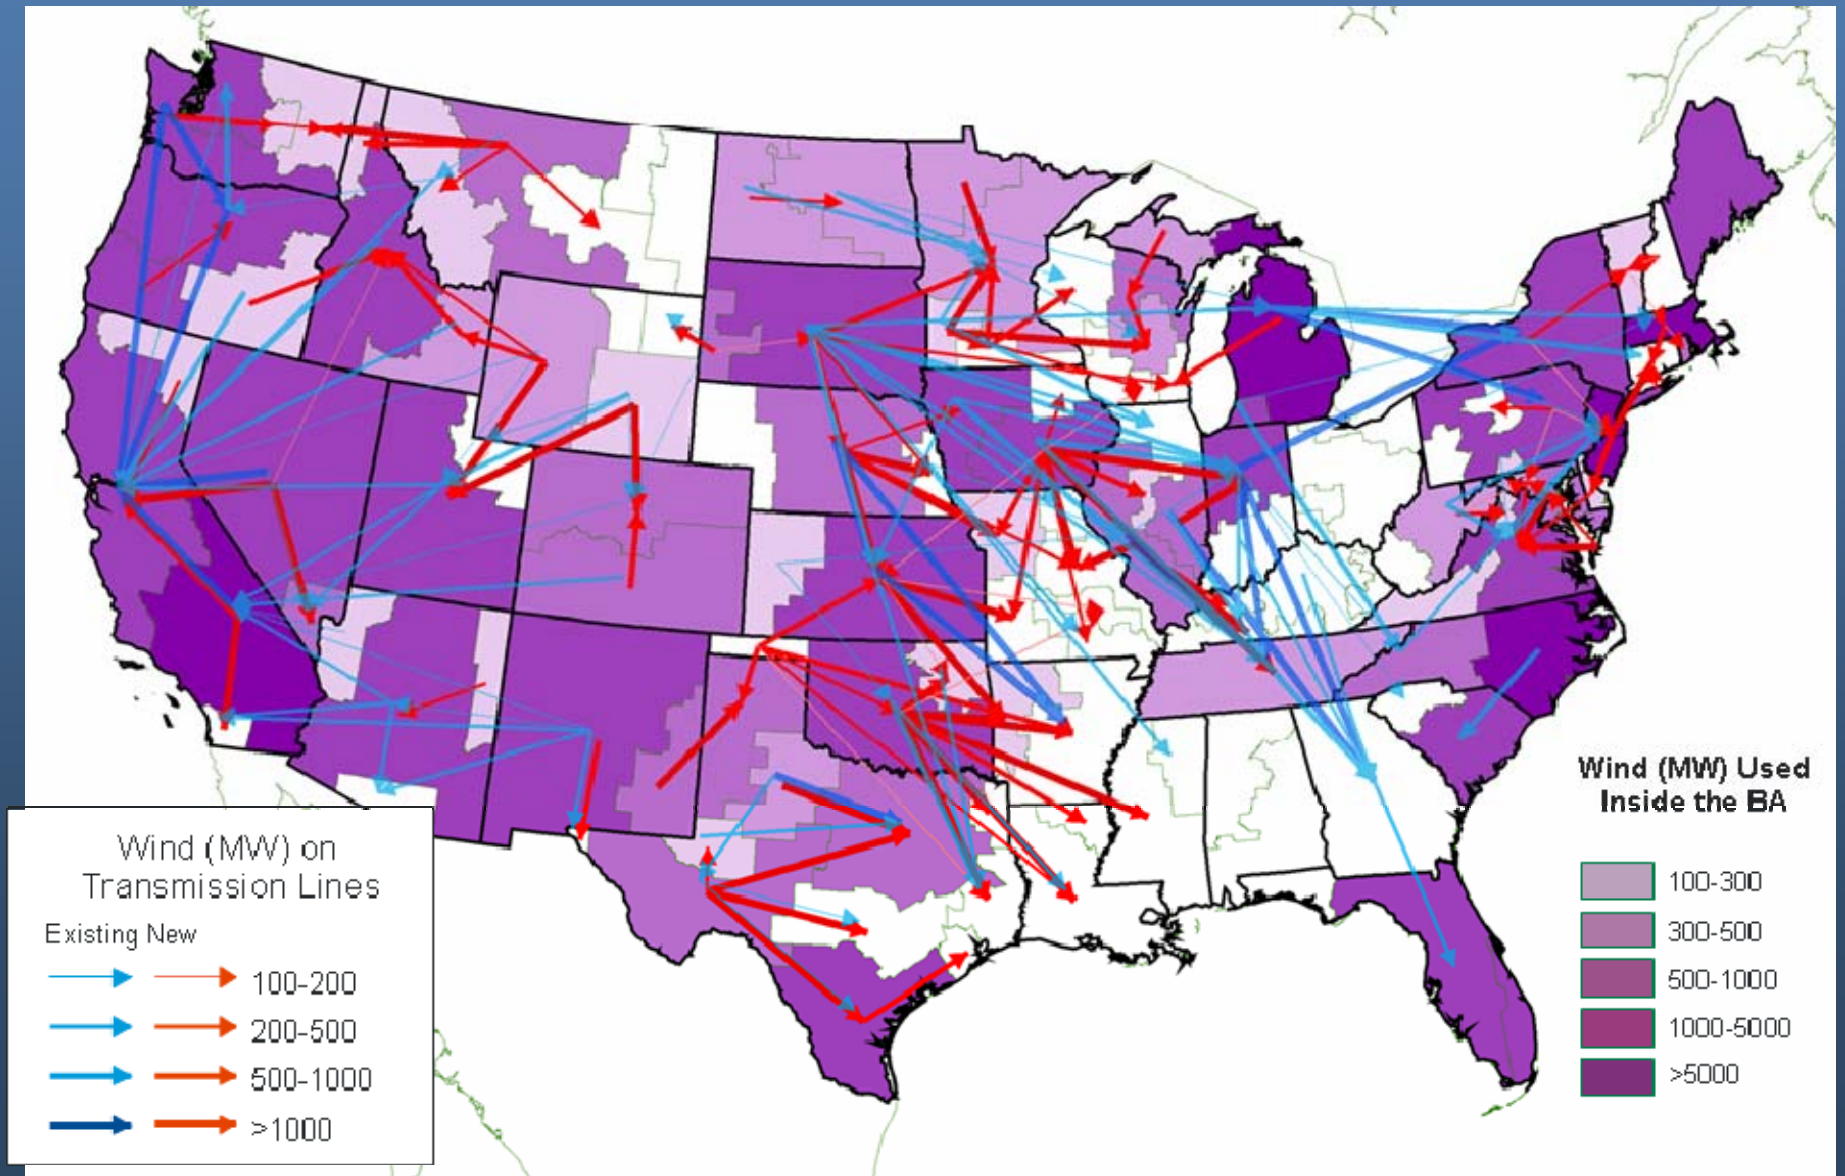 Wind (MW) on
Transmission Lines
Existing New
100-200
200-500
500-1000
>1000
Wind (MW) Used
Inside the BA
100-300
300-500
500-1000
1000-5000
>5000